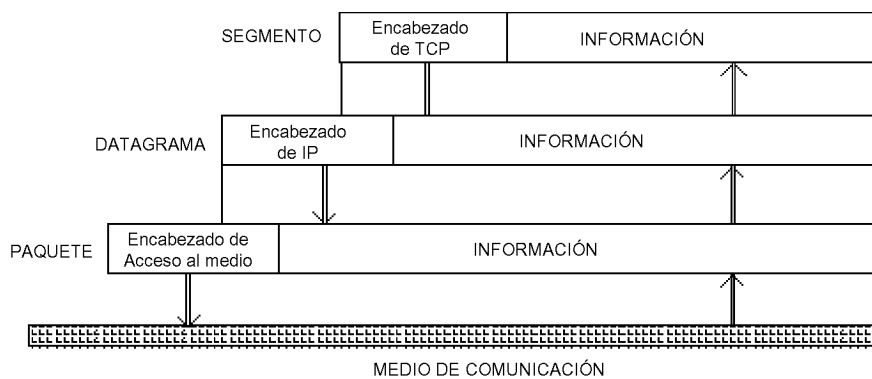 SEGMENTO
Encabezado
de TCP
INFORMACIÓN
DATAGRAMA
Encabezado
de IP
INFORMACIÓN
PAQUETE
Encabezado de
Acceso al medio
INFORMACIÓN
MEDIO DE COMUNICACIÓN